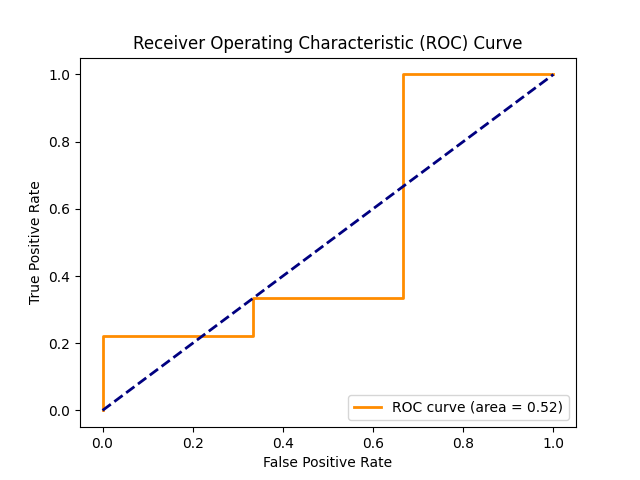 Receiver Operating Characteristic (ROC) Curve
1.0
0.8
0.6
0.4
0.2
0.0
True Positive Rate
ROC curve (area = 0.52)
0.0 0.2 0.4 0.6 0.8 1.0
False Positive Rate